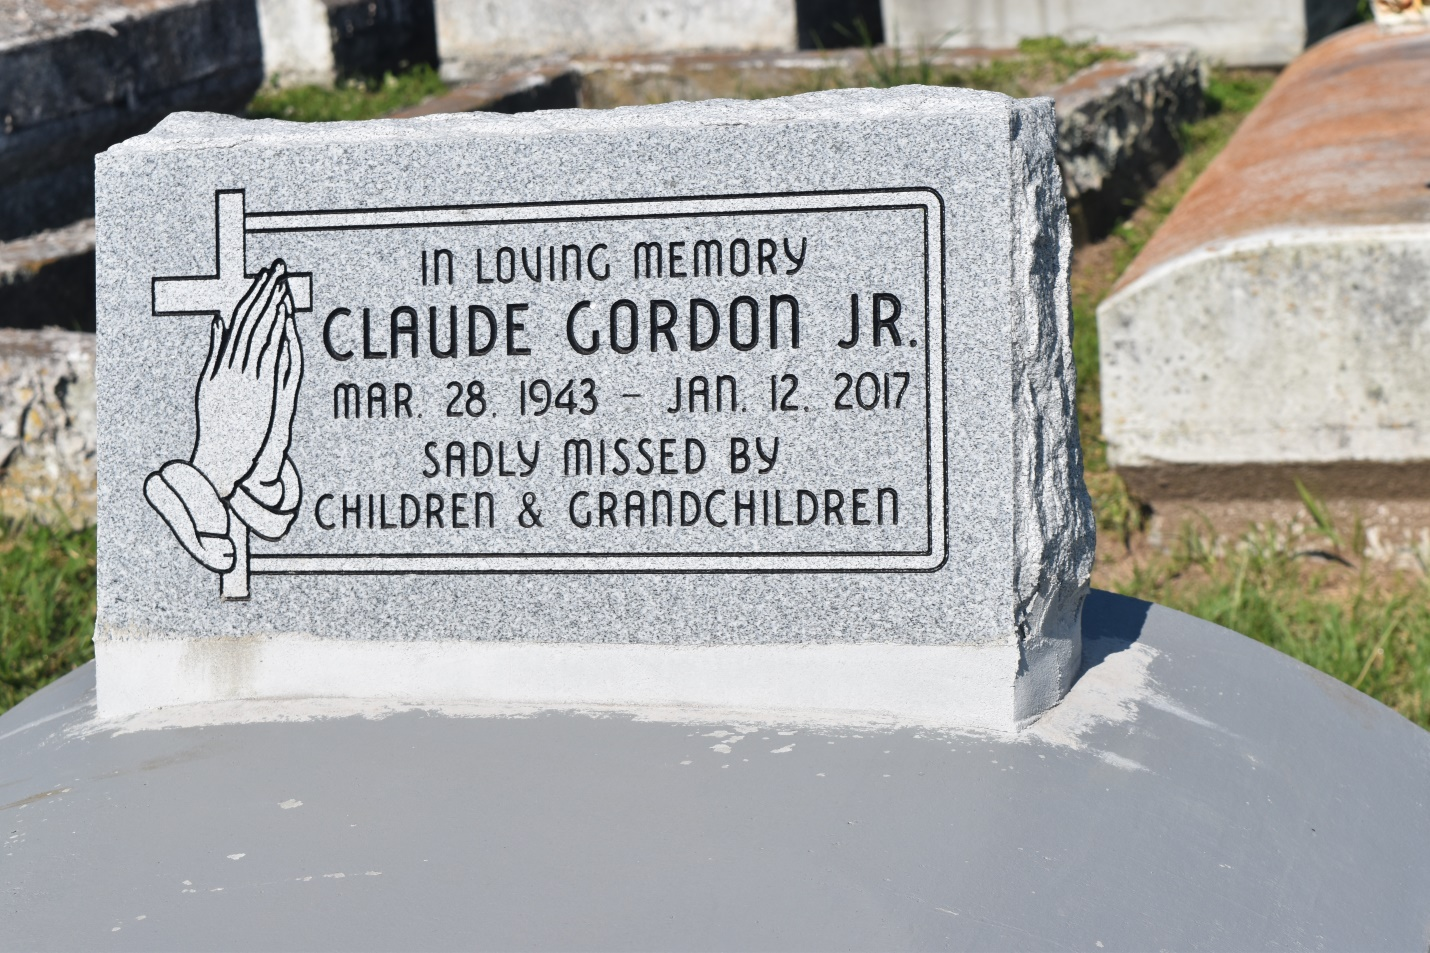 IN LOVING MEMORY
CLAUDE GORDON JR.
MAR. 28. 1943 - JAN. 12. 2017
SADLY MISSED BY
CHILDREN & GRANDCHILDREN